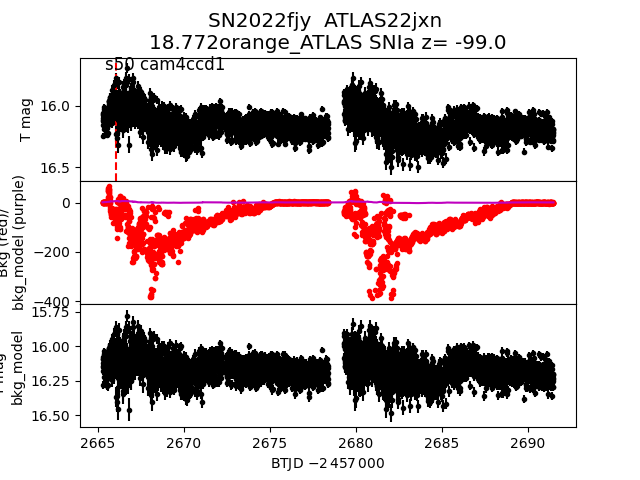 SN2022fjy ATLAS22jxn
18.772orange_ATLAS SNIa z= -99.0
s50 cam4ccd1
T mag
16.0
16.5
Bkg (red)/
bkg_model (purple)
0
−200
−400
bkg_model
15.75
16.00
16.25
16.50
2665
2670
2675
2680
2685
2690
BTJD −2 457 000